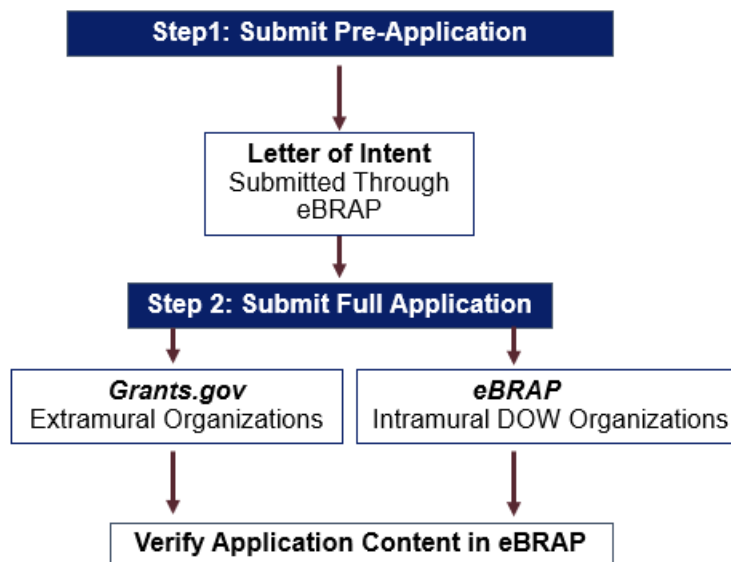 Step1: Submit Pre-Application
Letter of Intent
Submitted Through
eBRAP
Step 2: Submit Full Application
Grants.gov
Extramural Organizations
eBRAP
Intramural DOW Organizations
Verify Application Content in eBRAP